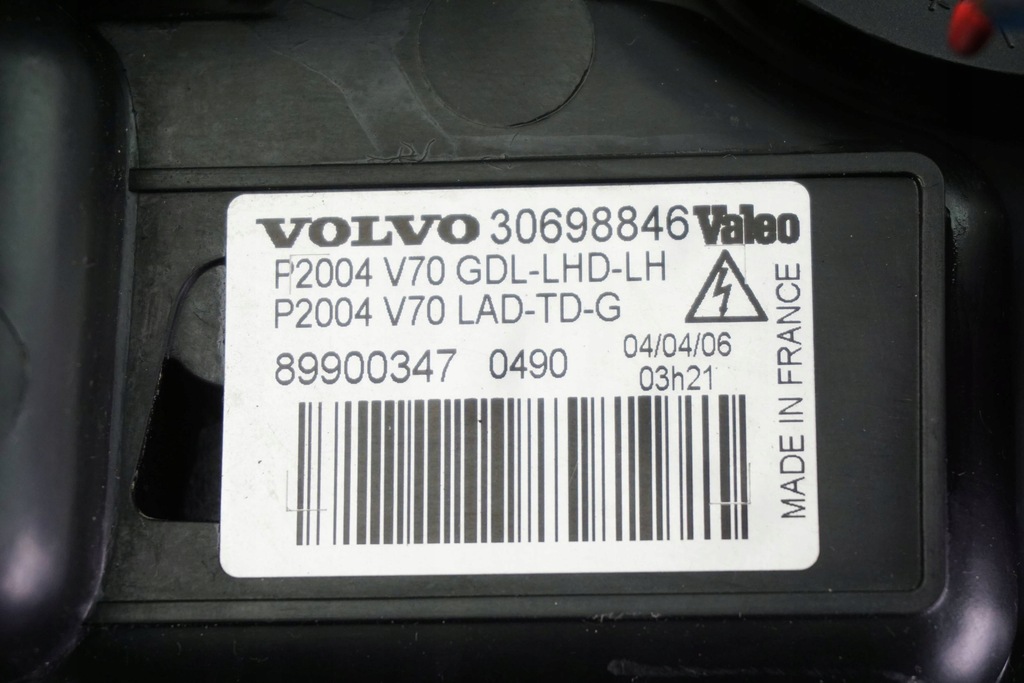 VOLVO 30698846 Valeo
P2004 V70 GDL-LHD-LH
P2004 V70 LAD-TD-G
89900347 0490 04/04/06
03h21
MADE IN FRANCE